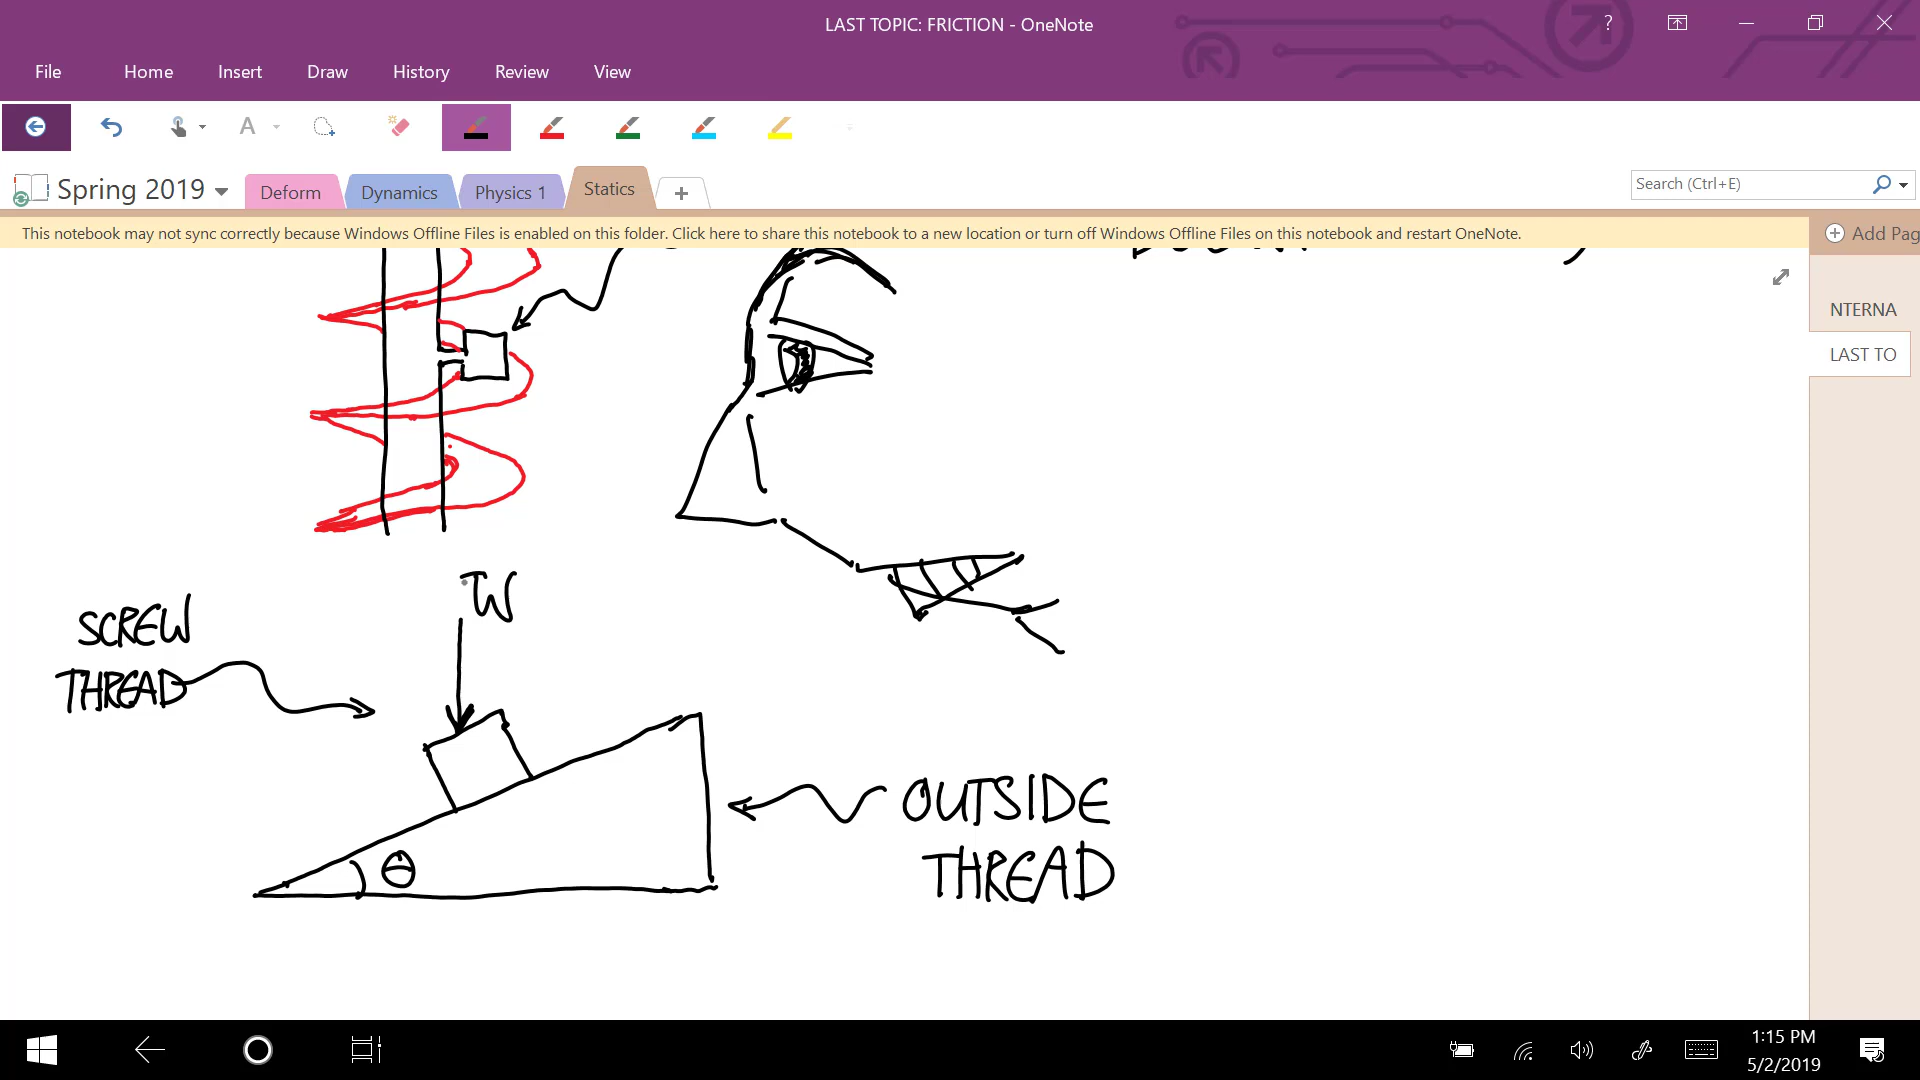 LAST TOPIC: FRICTION - OneNote
?
File Home Insert Draw History Review View
A
Spring 2019 Deform Dynamics Physics 1 Statics +
Search (Ctrl+E)
This notebook may not sync correctly because Windows Offline Files is enabled on this folder. Click here to share this notebook to a new location or turn off Windows Offline Files on this notebook and restart OneNote.
Add Pag
NTERNA
LAST TO
W
SCREW
THREAD
θ
OUTSIDE
THREAD
1:15 PM
5/2/2019